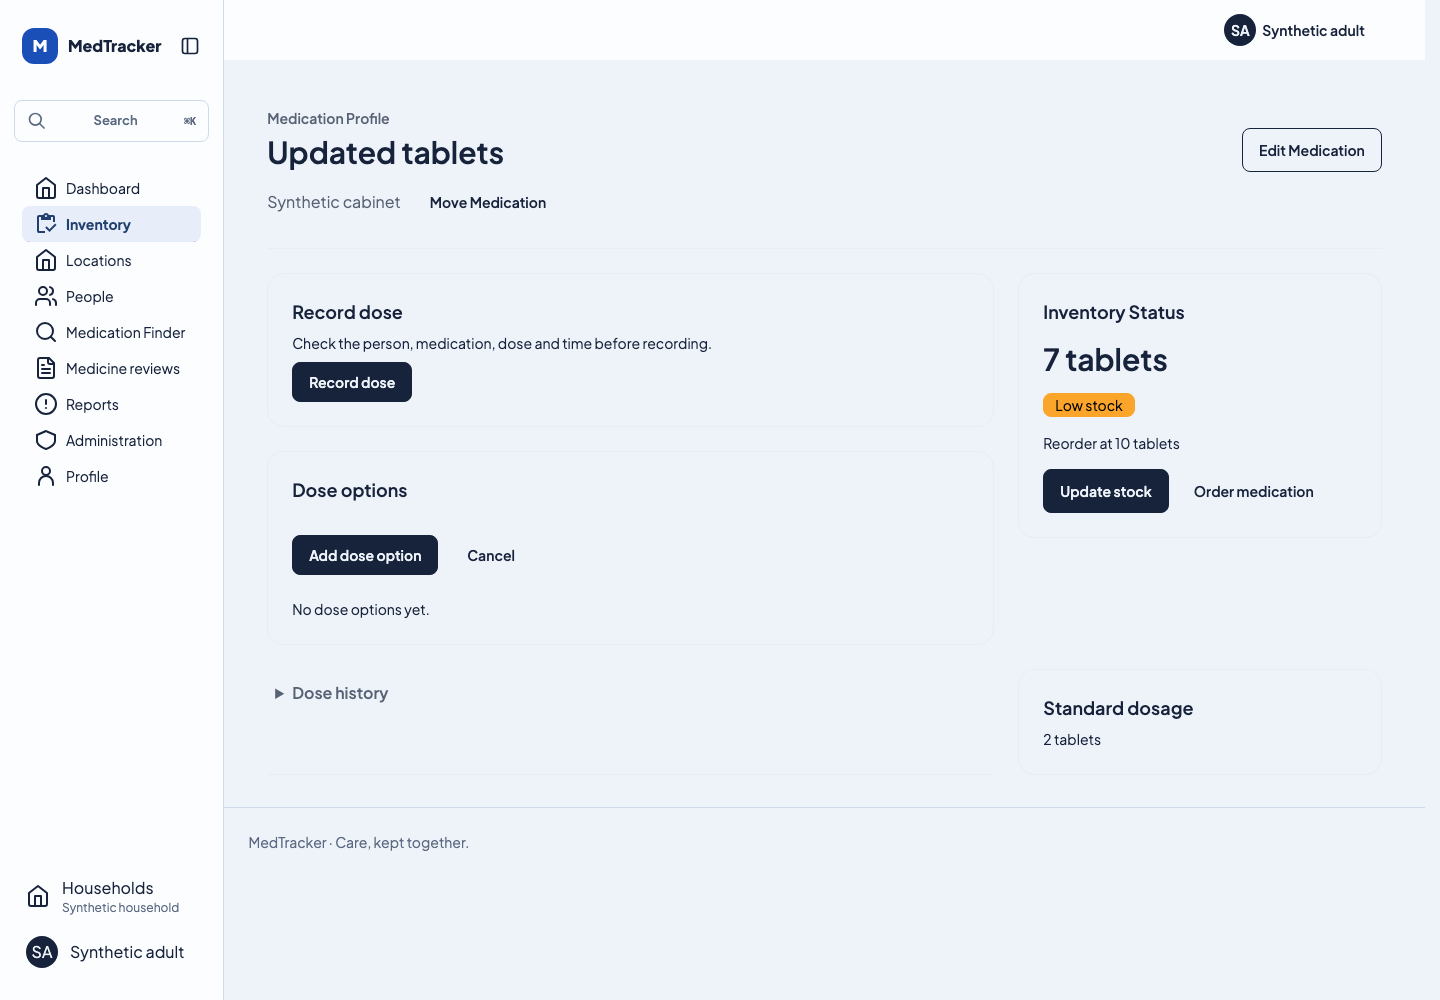 M MedTracker
Search ⌘K
Dashboard
Inventory
Locations
People
Medication Finder
Medicine reviews
Reports
Administration
Profile
Households
Synthetic household
SA Synthetic adult
SA Synthetic adult
Medication Profile
Updated tablets
Edit Medication
Synthetic cabinet Move Medication
Record dose
Check the person, medication, dose and time before recording.
Record dose
Dose options
Add dose option Cancel
No dose options yet.
Dose history
Inventory Status
7 tablets
Low stock
Reorder at 10 tablets
Update stock Order medication
Standard dosage
2 tablets
MedTracker · Care, kept together.